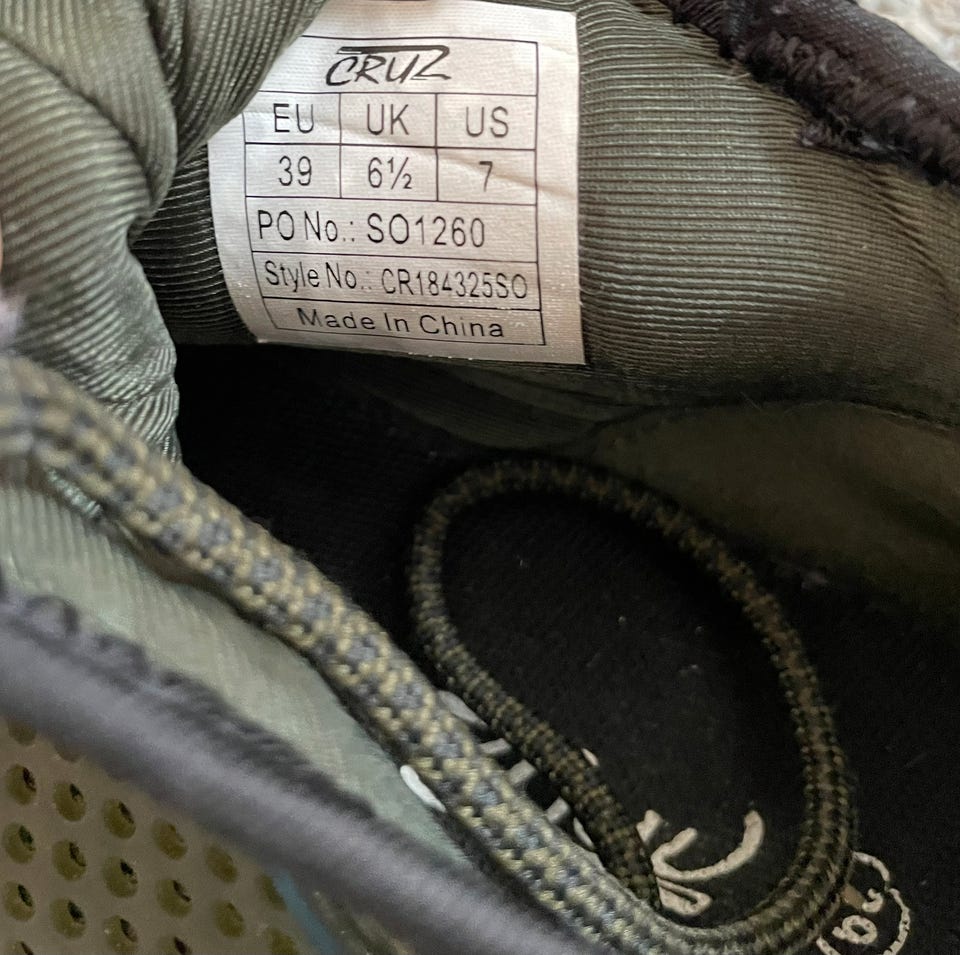 CRUZ
EU UK US
39 6½ 7
PO No.: SO1260
Style No.: CR184325SO
Made In China